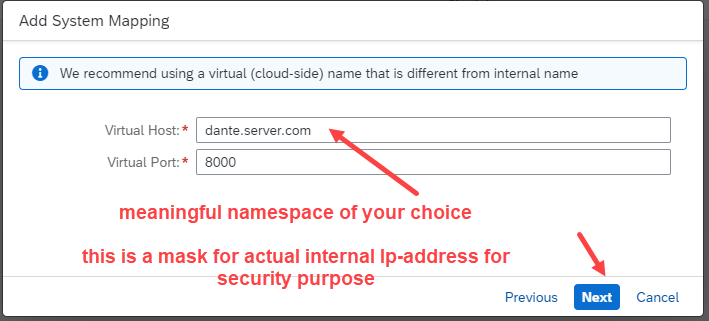 Add System Mapping
We recommend using a virtual (cloud-side) name that is different from internal name
Virtual Host:* dante.server.com
Virtual Port:* 8000
meaningful namespace of your choice
this is a mask for actual internal Ip-address for
security purpose
Previous Next Cancel